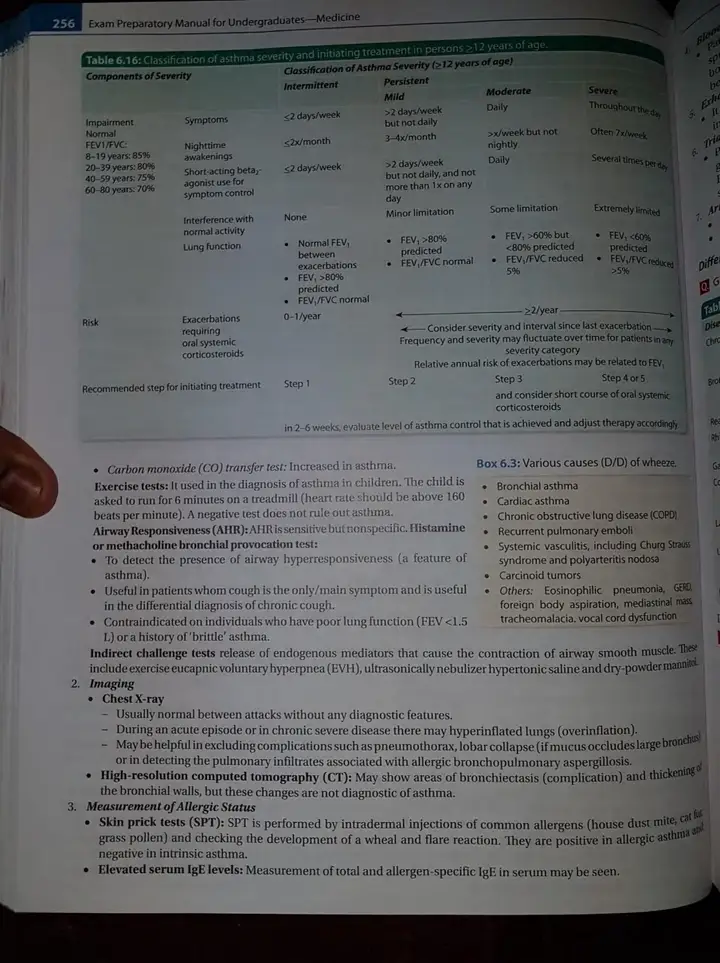 256 Exam Preparatory Manual for Undergraduates—Medicine
Table 6.16: Classification of asthma severity and initiating treatment in persons ≥12 years of age.
Components of Severity
Classification of Asthma Severity (≥12 years of age)
Intermittent
Persistent
Mild
Moderate
Severe
Impairment
Normal
FEV1/FVC:
8–19 years: 85%
20–39 years: 80%
40–59 years: 75%
60–80 years: 70%
Symptoms
≤2 days/week
>2 days/week
but not daily
Daily
Throughout the day
Nighttime
awakenings
≤2x/month
3–4x/month
>x/week but not
nightly
Often 7x/week
Short-acting beta2-
agonist use for
symptom control
≤2 days/week
>2 days/week
but not daily, and not
more than 1x on any
day
Daily
Several times per day
Interference with
normal activity
None
Minor limitation
Some limitation
Extremely limited
Lung function
• Normal FEV1
between
exacerbations
• FEV1 >80%
predicted
• FEV1/FVC normal
• FEV1 >80%
predicted
• FEV1/FVC normal
• FEV1 >60% but
<80% predicted
• FEV1/FVC reduced
5%
• FEV1 <60%
predicted
• FEV1/FVC reduced
>5%
Risk
Exacerbations
requiring
oral systemic
corticosteroids
0–1/year
≥2/year
Consider severity and interval since last exacerbation
Frequency and severity may fluctuate over time for patients in any
severity category
Relative annual risk of exacerbations may be related to FEV1
Recommended step for initiating treatment
Step 1
Step 2
Step 3
Step 4 or 5
and consider short course of oral systemic
corticosteroids
in 2–6 weeks, evaluate level of asthma control that is achieved and adjust therapy accordingly
• Carbon monoxide (CO) transfer test: Increased in asthma.
Exercise tests: It used in the diagnosis of asthma in children. The child is
asked to run for 6 minutes on a treadmill (heart rate should be above 160
beats per minute). A negative test does not rule out asthma.
Airway Responsiveness (AHR): AHR is sensitive but nonspecific. Histamine
or methacholine bronchial provocation test:
• To detect the presence of airway hyperresponsiveness (a feature of
asthma).
• Useful in patients whom cough is the only/main symptom and is useful
in the differential diagnosis of chronic cough.
• Contraindicated on individuals who have poor lung function (FEV <1.5
L) or a history of 'brittle' asthma.
Box 6.3: Various causes (D/D) of wheeze.
• Bronchial asthma
• Cardiac asthma
• Chronic obstructive lung disease (COPD)
• Recurrent pulmonary emboli
• Systemic vasculitis, including Churg Strauss
syndrome and polyarteritis nodosa
• Carcinoid tumors
• Others: Eosinophilic pneumonia, GERD,
foreign body aspiration, mediastinal mass,
tracheomalacia, vocal cord dysfunction
Indirect challenge tests release of endogenous mediators that cause the contraction of airway smooth muscle. These
include exercise eucapnic voluntary hyperpnea (EVH), ultrasonically nebulizer hypertonic saline and dry-powder mannitol.
2. Imaging
• Chest X-ray
– Usually normal between attacks without any diagnostic features.
– During an acute episode or in chronic severe disease there may hyperinflated lungs (overinflation).
– May be helpful in excluding complications such as pneumothorax, lobar collapse (if mucus occludes large bronchus)
or in detecting the pulmonary infiltrates associated with allergic bronchopulmonary aspergillosis.
• High-resolution computed tomography (CT): May show areas of bronchiectasis (complication) and thickening of
the bronchial walls, but these changes are not diagnostic of asthma.
3. Measurement of Allergic Status
• Skin prick tests (SPT): SPT is performed by intradermal injections of common allergens (house dust mite, cat fur,
grass pollen) and checking the development of a wheal and flare reaction. They are positive in allergic asthma and
negative in intrinsic asthma.
• Elevated serum IgE levels: Measurement of total and allergen-specific IgE in serum may be seen.